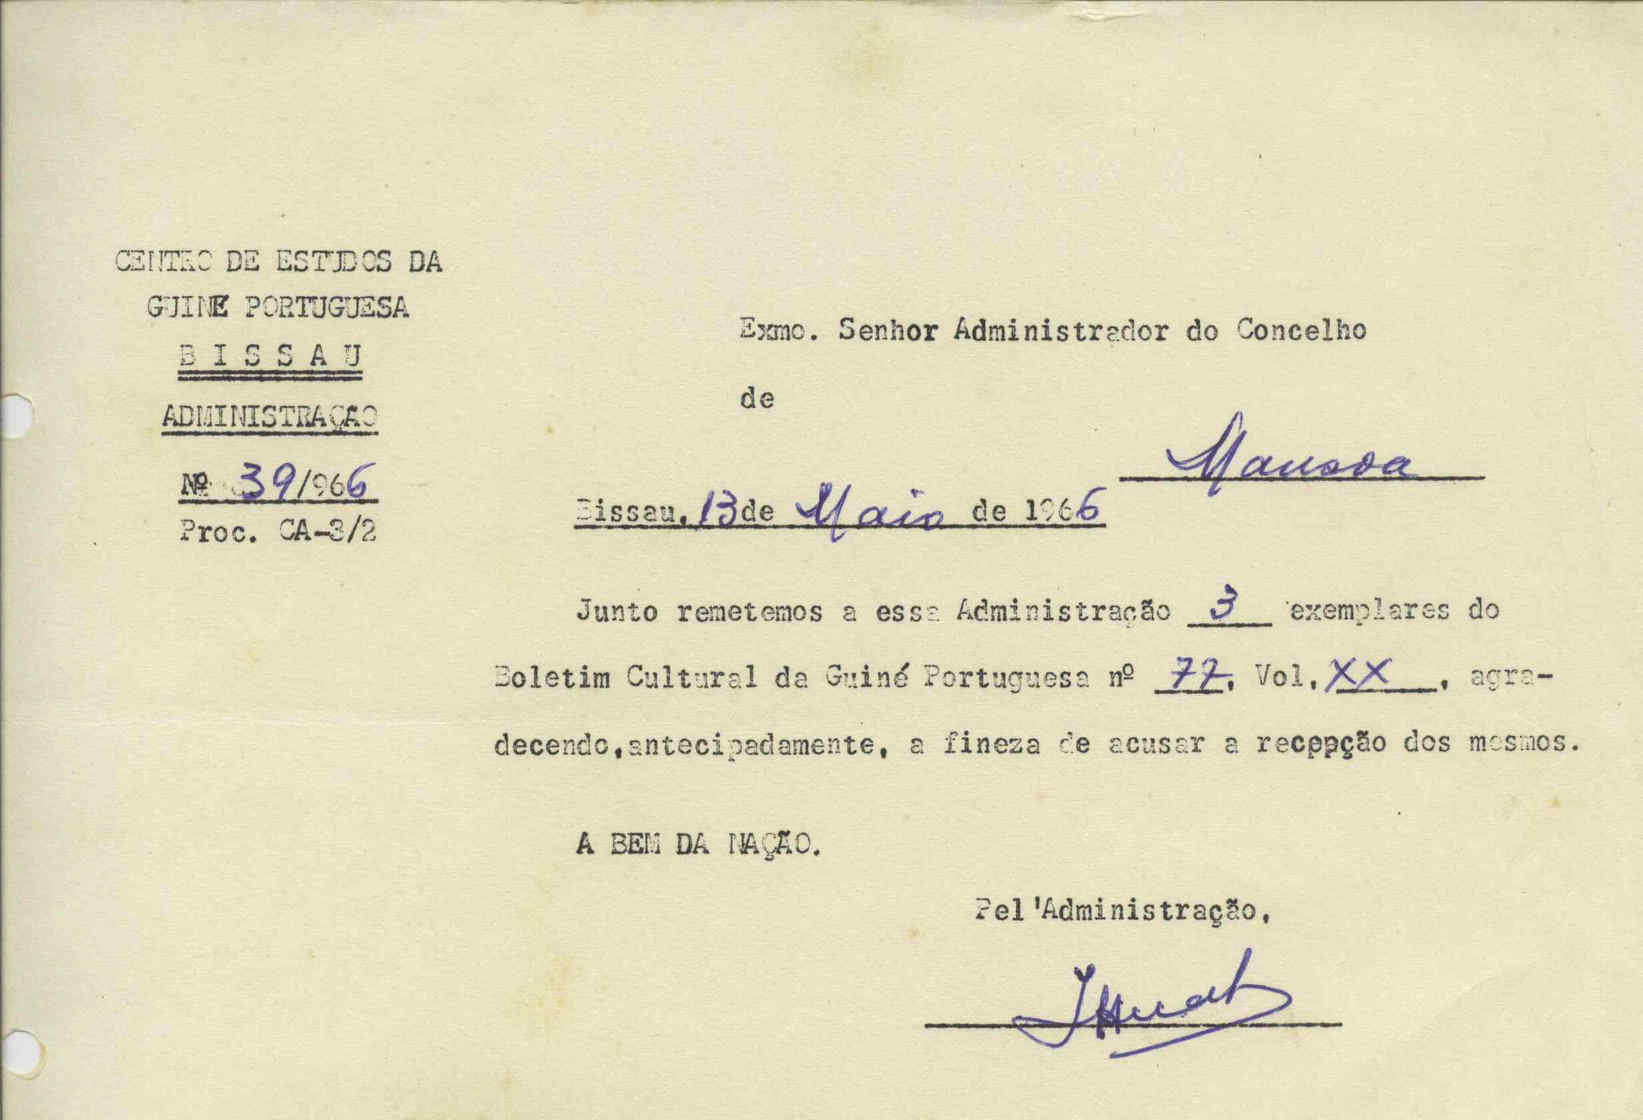 CENTRO DE ESTUDOS DA
GUINÉ PORTUGUESA
B I S S A U
ADMINISTRAÇÃO
Nº 39/966
Proc. CA-3/2
Exmo. Senhor Administrador do Concelho
de
Mansoa
Bissau, 13 de Maio de 1966
Junto remetemos a essa Administração 3 exemplares do
Boletim Cultural da Guiné Portuguesa nº 77, Vol. XX, agra-
decendo,antecipadamente, a fineza de acusar a recppção dos mesmos.
A BEM DA NAÇÃO.
Pel'Administração,